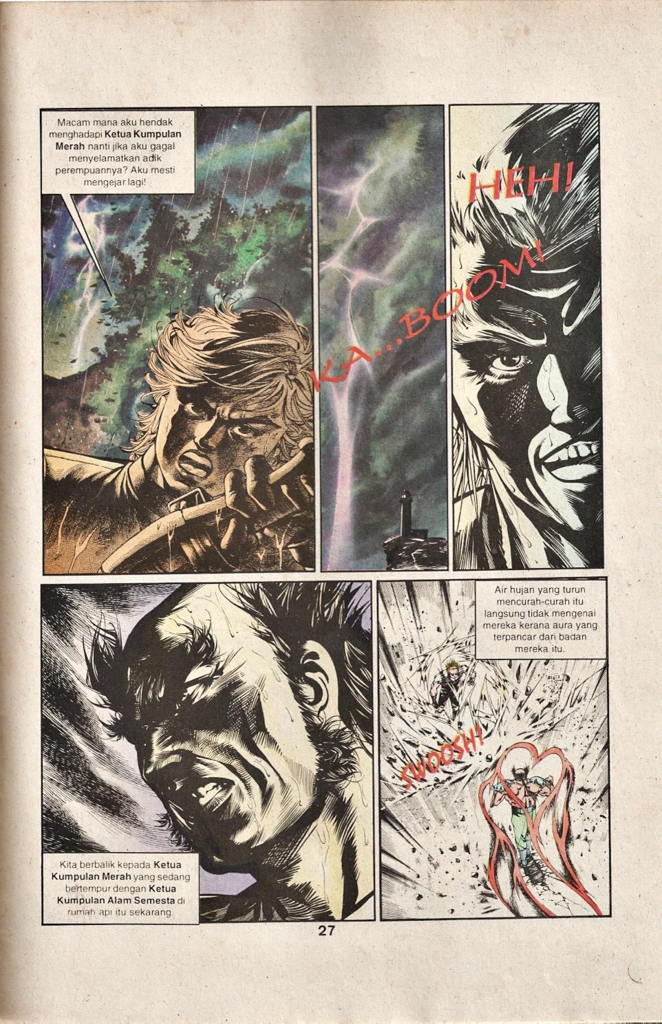 Macam mana aku hendak
menghadapi Ketua Kumpulan
Merah nanti jika aku gagal
menyelamatkan adik
perempuannya? Aku mesti
mengejar lagi!
KA...BOOM!
HEH!
Kita berbalik kepada Ketua
Kumpulan Merah yang sedang
bertempur dengan Ketua
Kumpulan Alam Semesta di
rumah api itu sekarang.
Air hujan yang turun
mencurah-curah itu
langsung tidak mengenai
mereka kerana aura yang
terpancar dari badan
mereka itu.
SWOOSH!
27